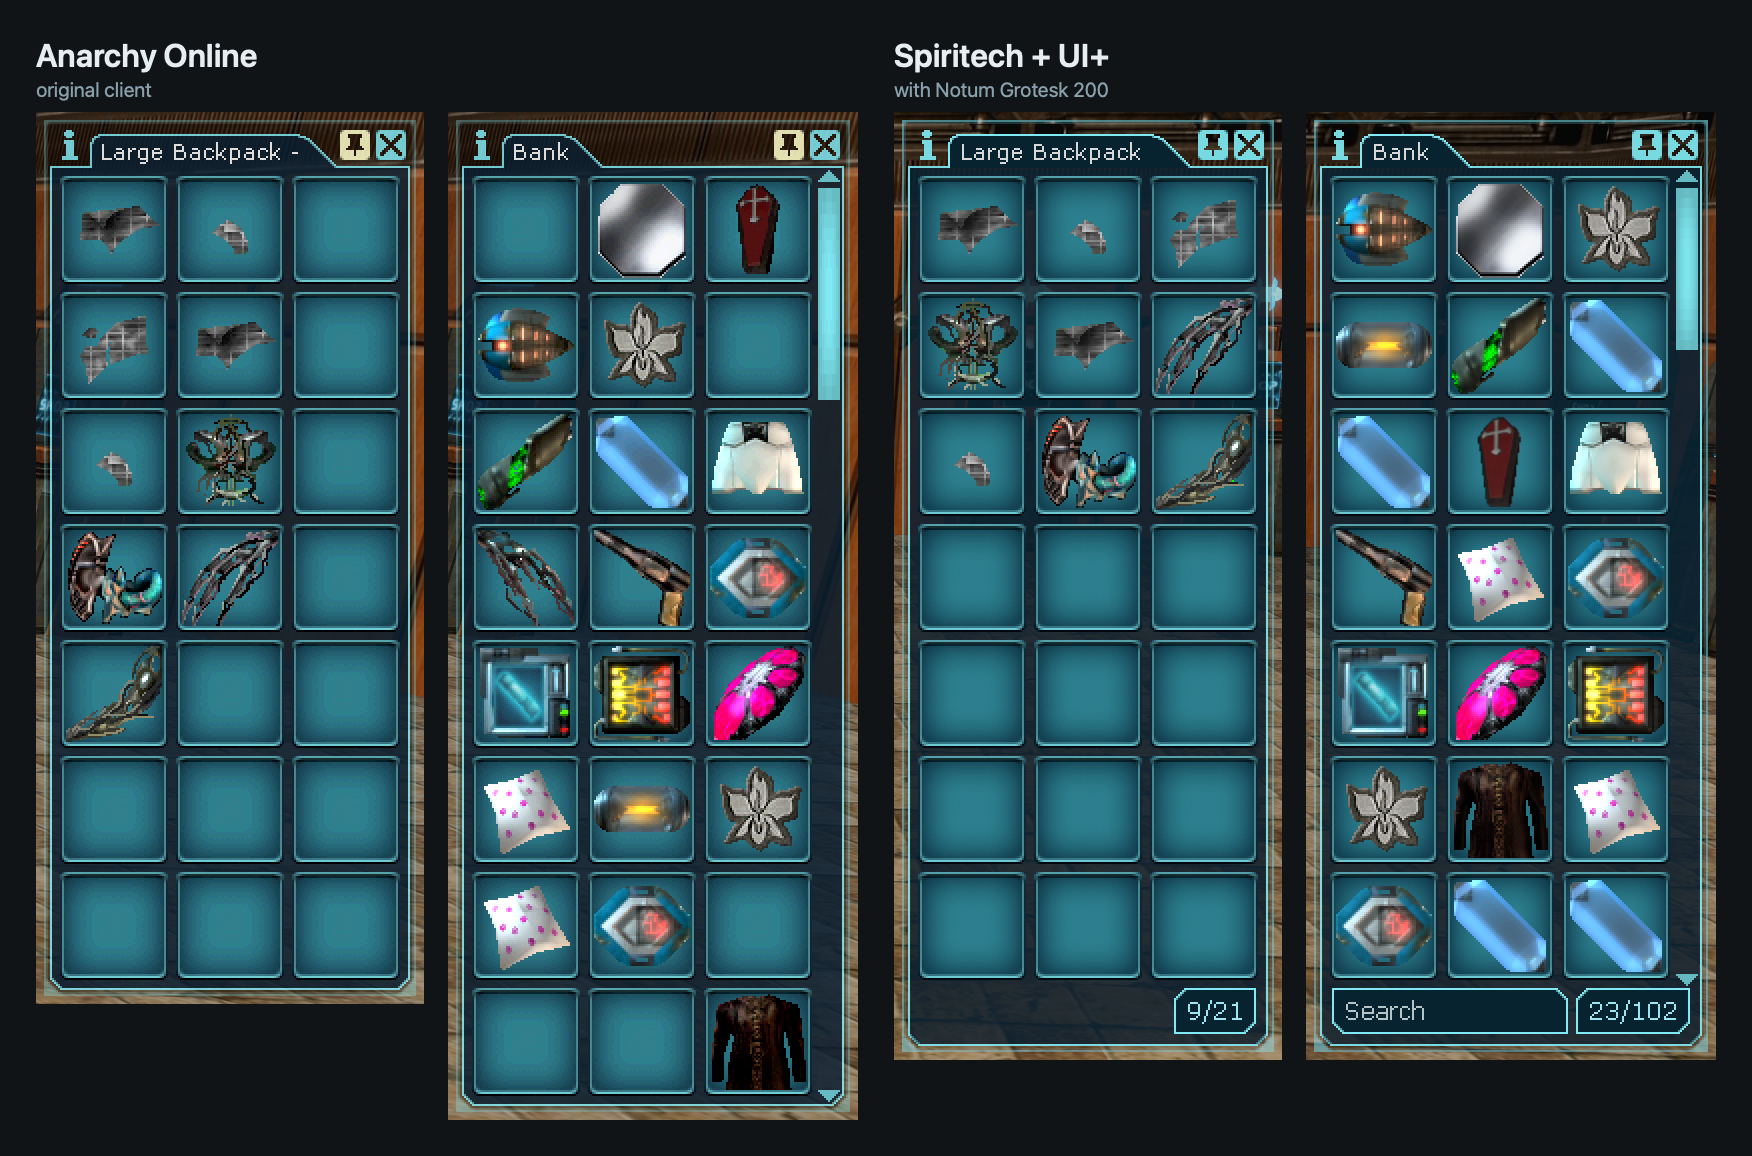 Anarchy Online
original client
Large Backpack -
Bank
Spiritech + UI+
with Notum Grotesk 200
Large Backpack
9/21
Bank
Search
23/102